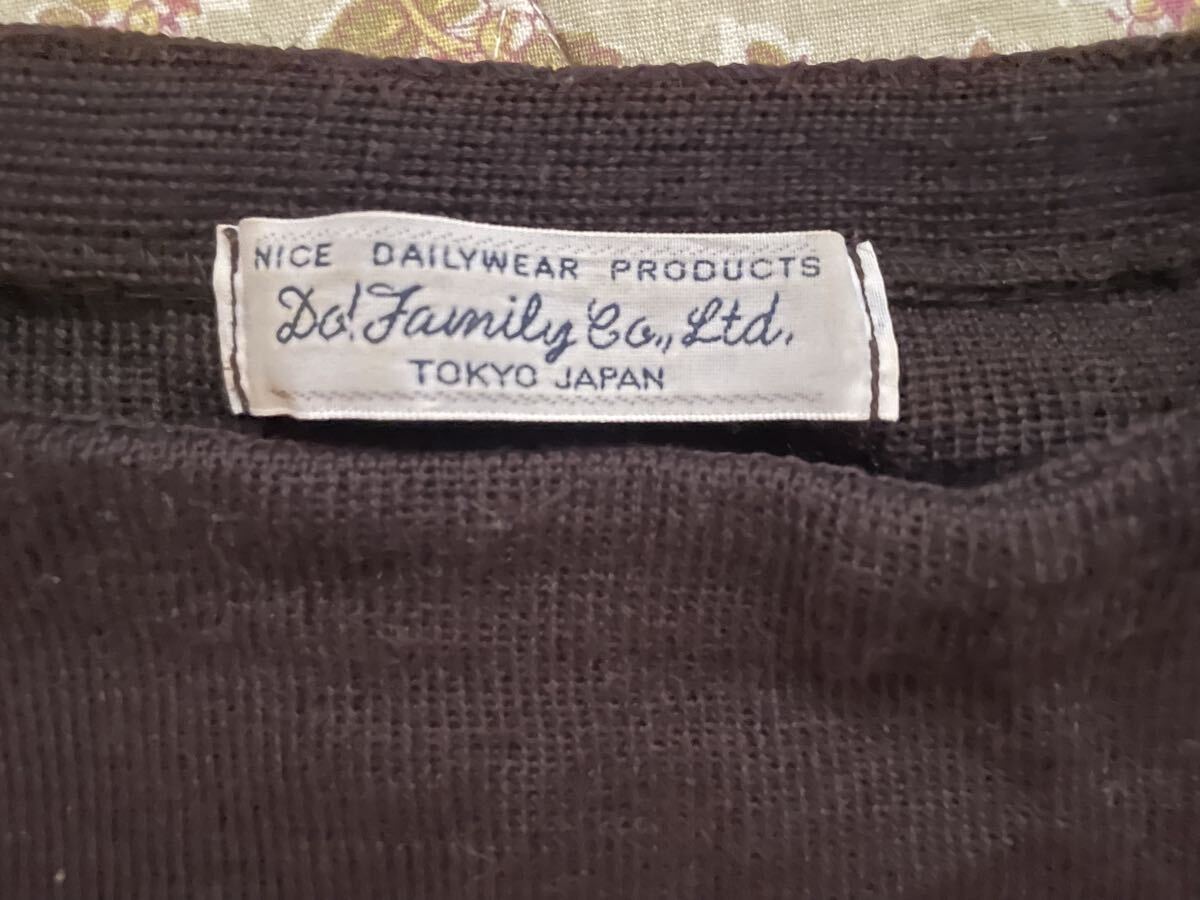 NICE DAILYWEAR PRODUCTS
Do! Family Co., Ltd.
TOKYO JAPAN